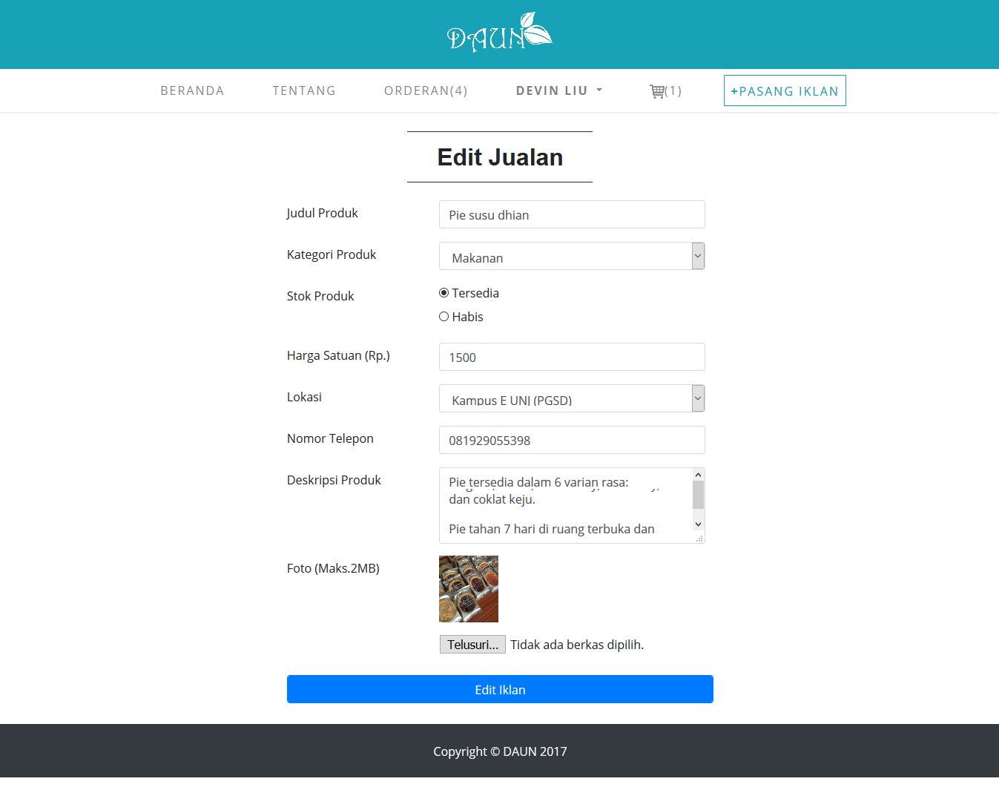 DAUN
BERANDA TENTANG ORDERAN(4) DEVIN LIU (1) +PASANG IKLAN
Edit Jualan
Judul Produk Pie susu dhian
Kategori Produk Makanan
Stok Produk Tersedia
Habis
Harga Satuan (Rp.) 1500
Lokasi Kampus E UNJ (PGSD)
Nomor Telepon 081929055398
Deskripsi Produk Pie tersedia dalam 6 varian rasa:
dan coklat keju.
Pie tahan 7 hari di ruang terbuka dan
Foto (Maks.2MB)
Telusuri... Tidak ada berkas dipilih.
Edit Iklan
Copyright © DAUN 2017